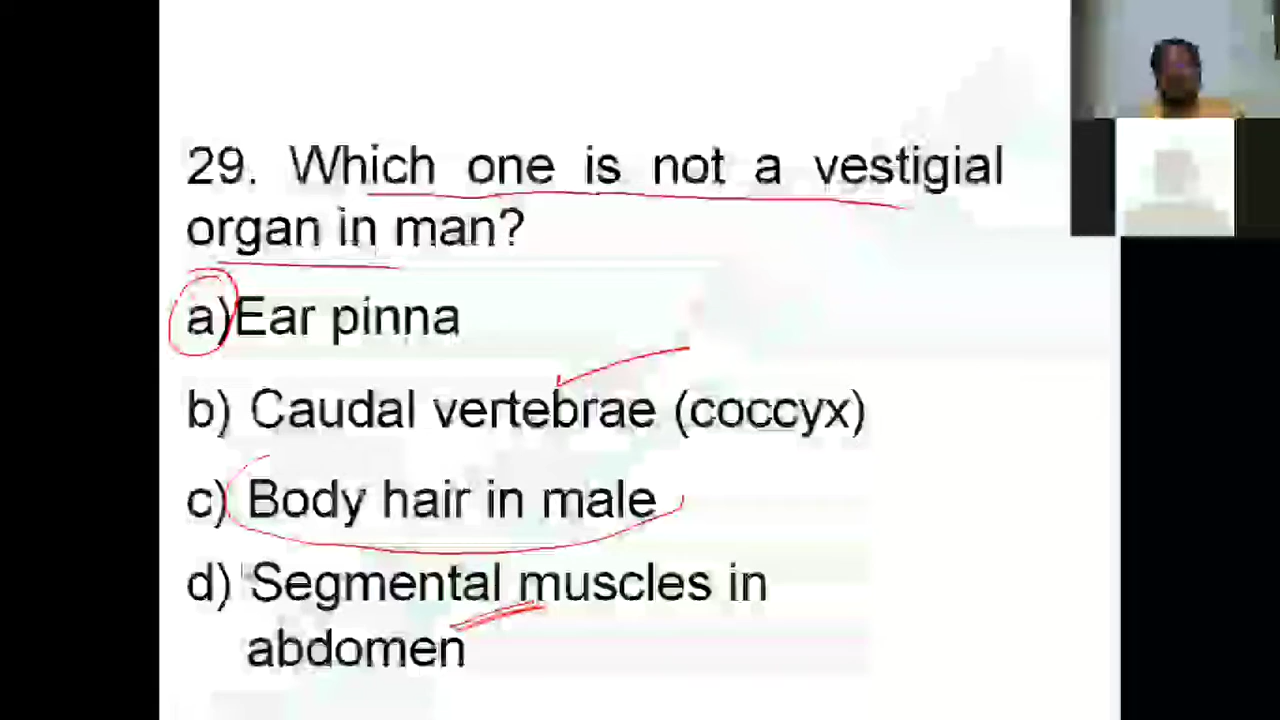 29. Which one is not a vestigial
organ in man?
a) Ear pinna
b) Caudal vertebrae (coccyx)
c) Body hair in male
d) Segmental muscles in
abdomen